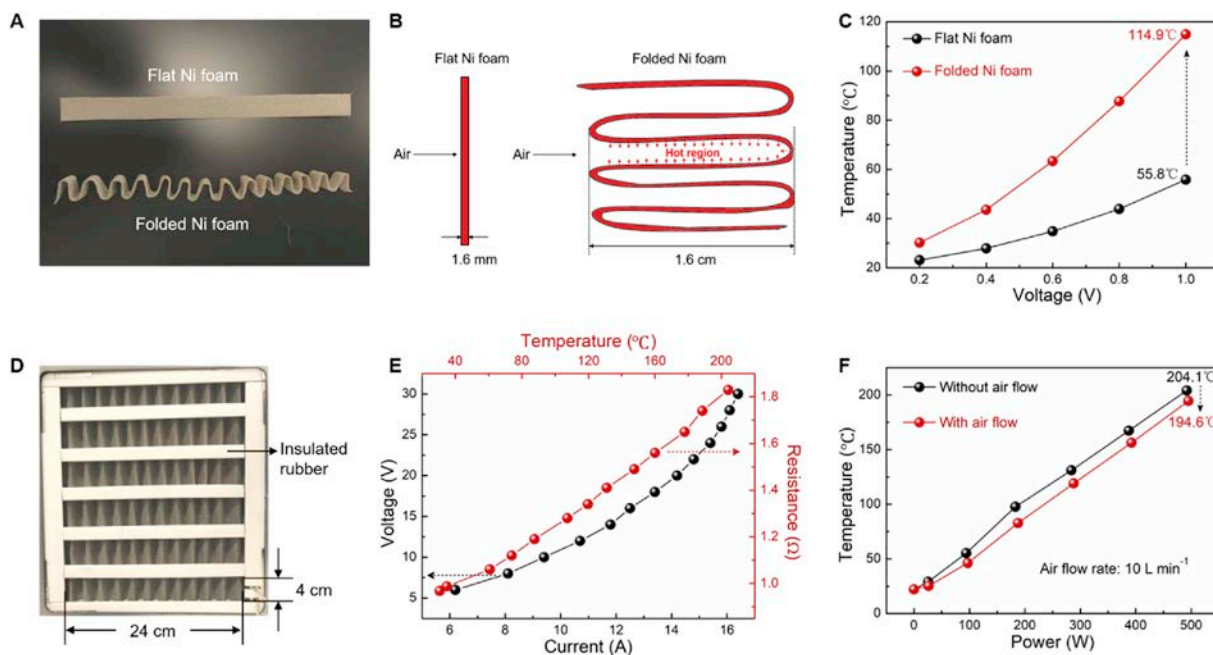 A
Flat Ni foam
Folded Ni foam
B
Flat Ni foam
Folded Ni foam
Air
Air
Hot region
1.6 mm
1.6 cm
C
Flat Ni foam
Folded Ni foam
114.9℃
55.8℃
120
100
80
60
40
20
Temperature (℃)
0.2 0.4 0.6 0.8 1.0
Voltage (V)
D
Insulated
rubber
4 cm
24 cm
E
Temperature (℃)
40 80 120 160 200
30
25
20
15
10
5
Voltage (V)
1.8
1.6
1.4
1.2
1.0
Resistance (Ω)
6 8 10 12 14 16
Current (A)
F
Without air flow
With air flow
204.1℃
194.6℃
200
150
100
50
0
Temperature (℃)
Air flow rate: 10 L min⁻¹
0 100 200 300 400 500
Power (W)